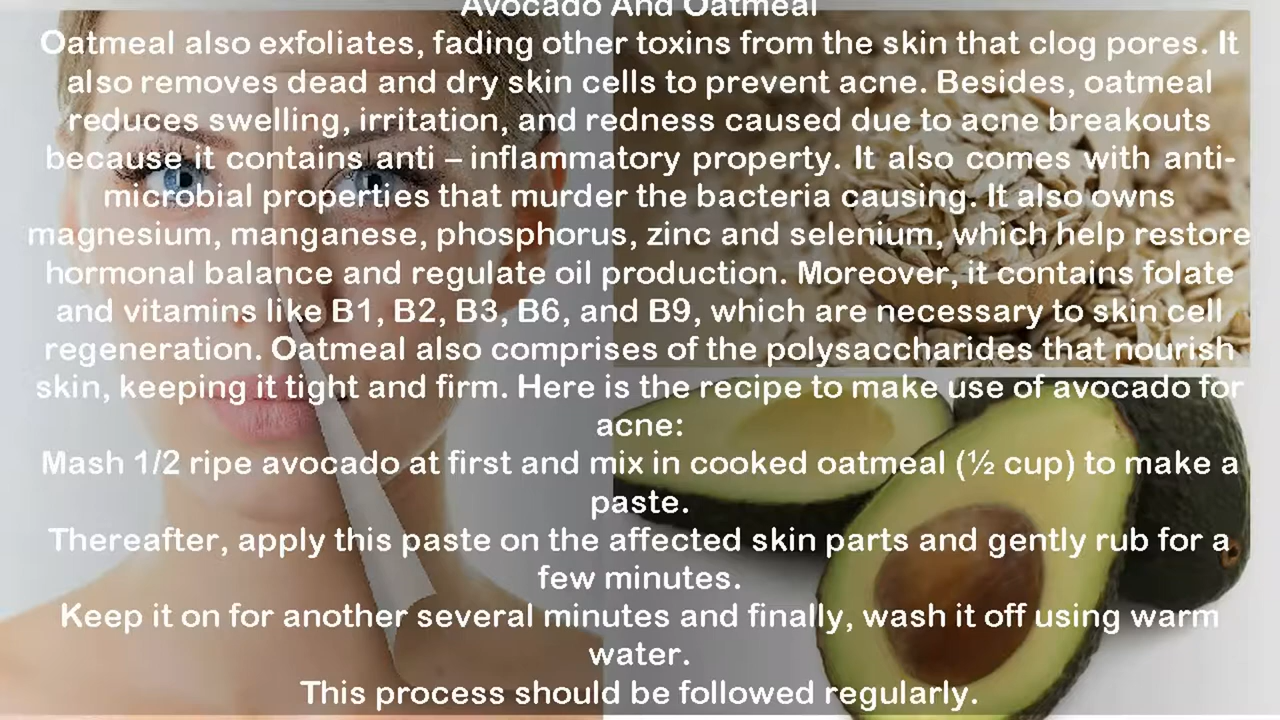 Avocado And Oatmeal
Oatmeal also exfoliates, fading other toxins from the skin that clog pores. It
also removes dead and dry skin cells to prevent acne. Besides, oatmeal
reduces swelling, irritation, and redness caused due to acne breakouts
because it contains anti – inflammatory property. It also comes with anti-
microbial properties that murder the bacteria causing. It also owns
magnesium, manganese, phosphorus, zinc and selenium, which help restore
hormonal balance and regulate oil production. Moreover, it contains folate
and vitamins like B1, B2, B3, B6, and B9, which are necessary to skin cell
regeneration. Oatmeal also comprises of the polysaccharides that nourish
skin, keeping it tight and firm. Here is the recipe to make use of avocado for
acne:
Mash 1/2 ripe avocado at first and mix in cooked oatmeal (½ cup) to make a
paste.
Thereafter, apply this paste on the affected skin parts and gently rub for a
few minutes.
Keep it on for another several minutes and finally, wash it off using warm
water.
This process should be followed regularly.